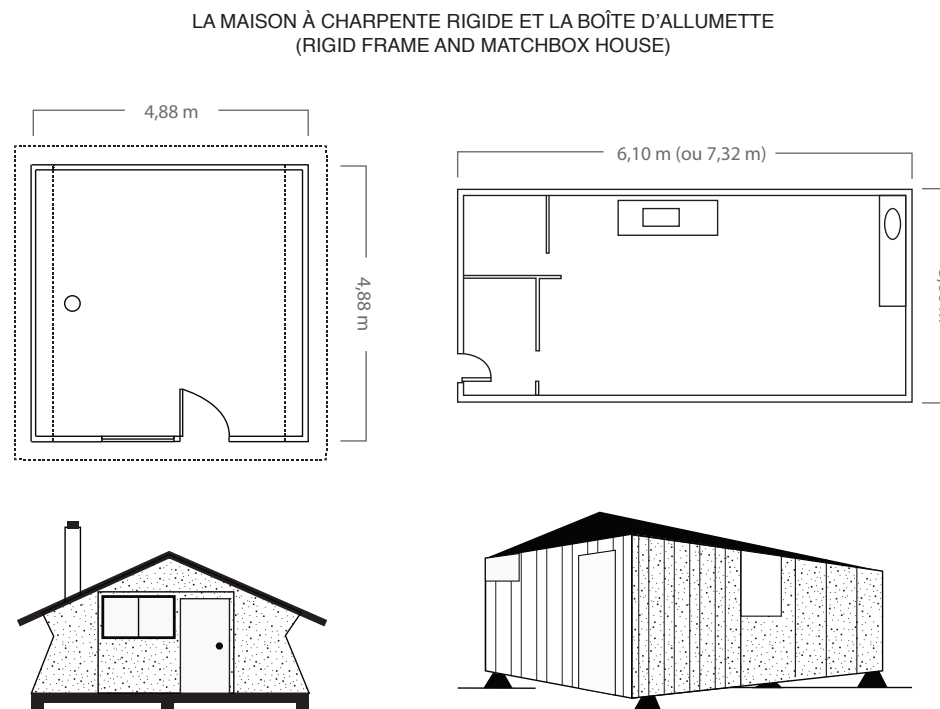 LA MAISON À CHARPENTE RIGIDE ET LA BOÎTE D'ALLUMETTE
(RIGID FRAME AND MATCHBOX HOUSE)
4,88 m
6,10 m (ou 7,32 m)
4,88 m